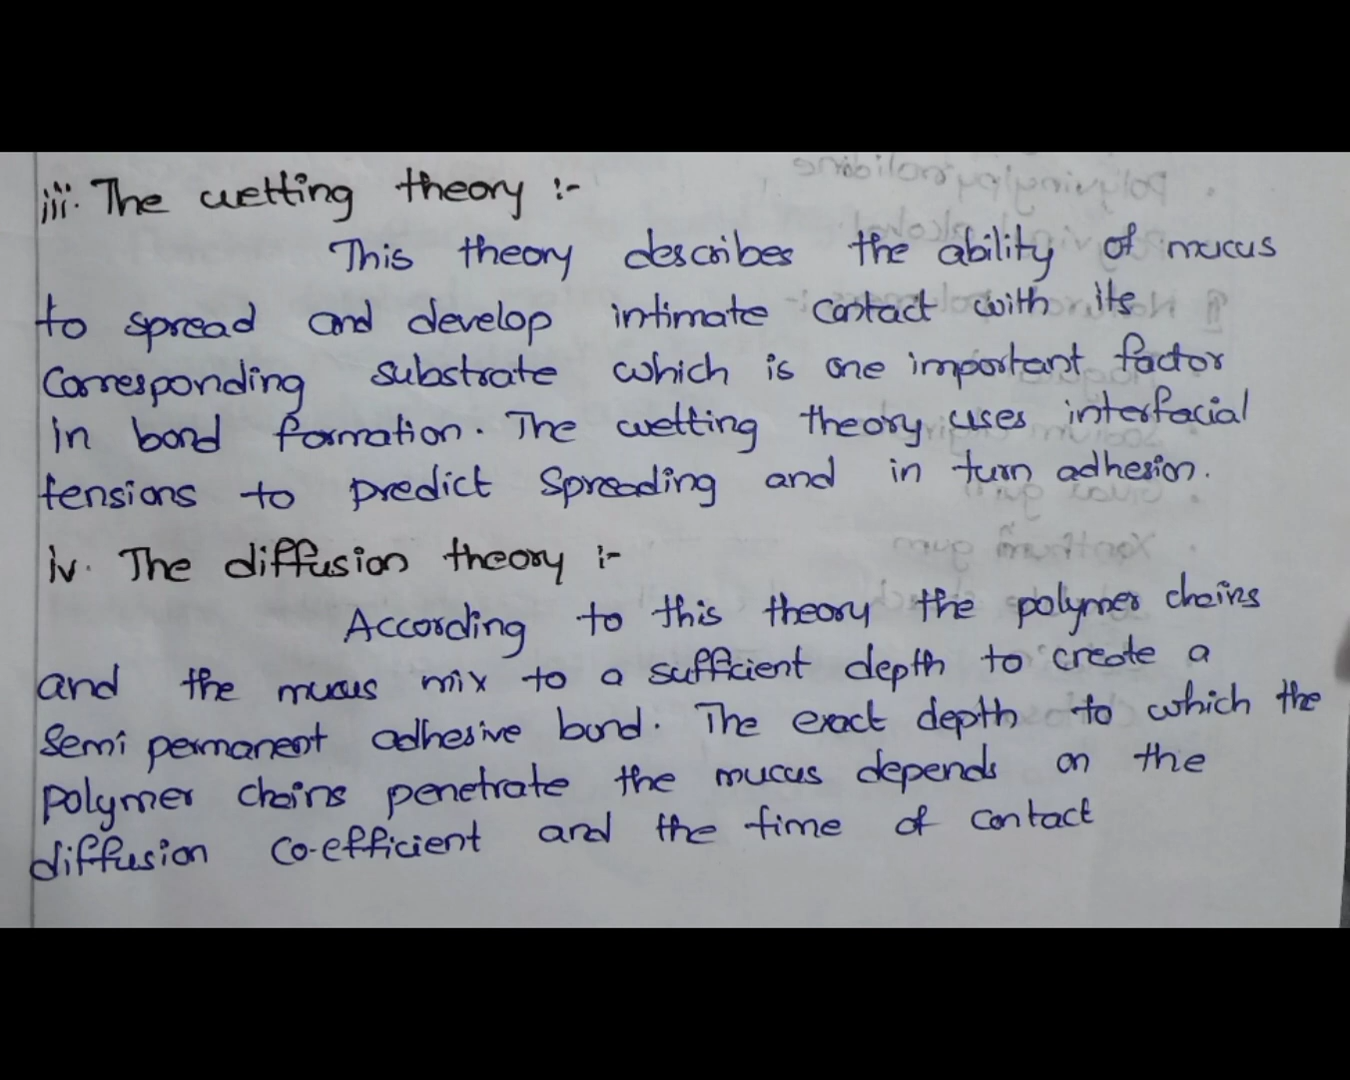 iii. The wetting theory :-
This theory describes the ability of mucus
to spread and develop intimate contact with its
corresponding substrate which is one important factor
in bond formation. The wetting theory uses interfacial
tensions to predict spreading and in turn adhesion.
iv. The diffusion theory :-
According to this theory the polymer chains
and the mucus mix to a sufficient depth to create a
semi permanent adhesive bond. The exact depth to which the
polymer chains penetrate the mucus depends on the
diffusion co-efficient and the time of contact